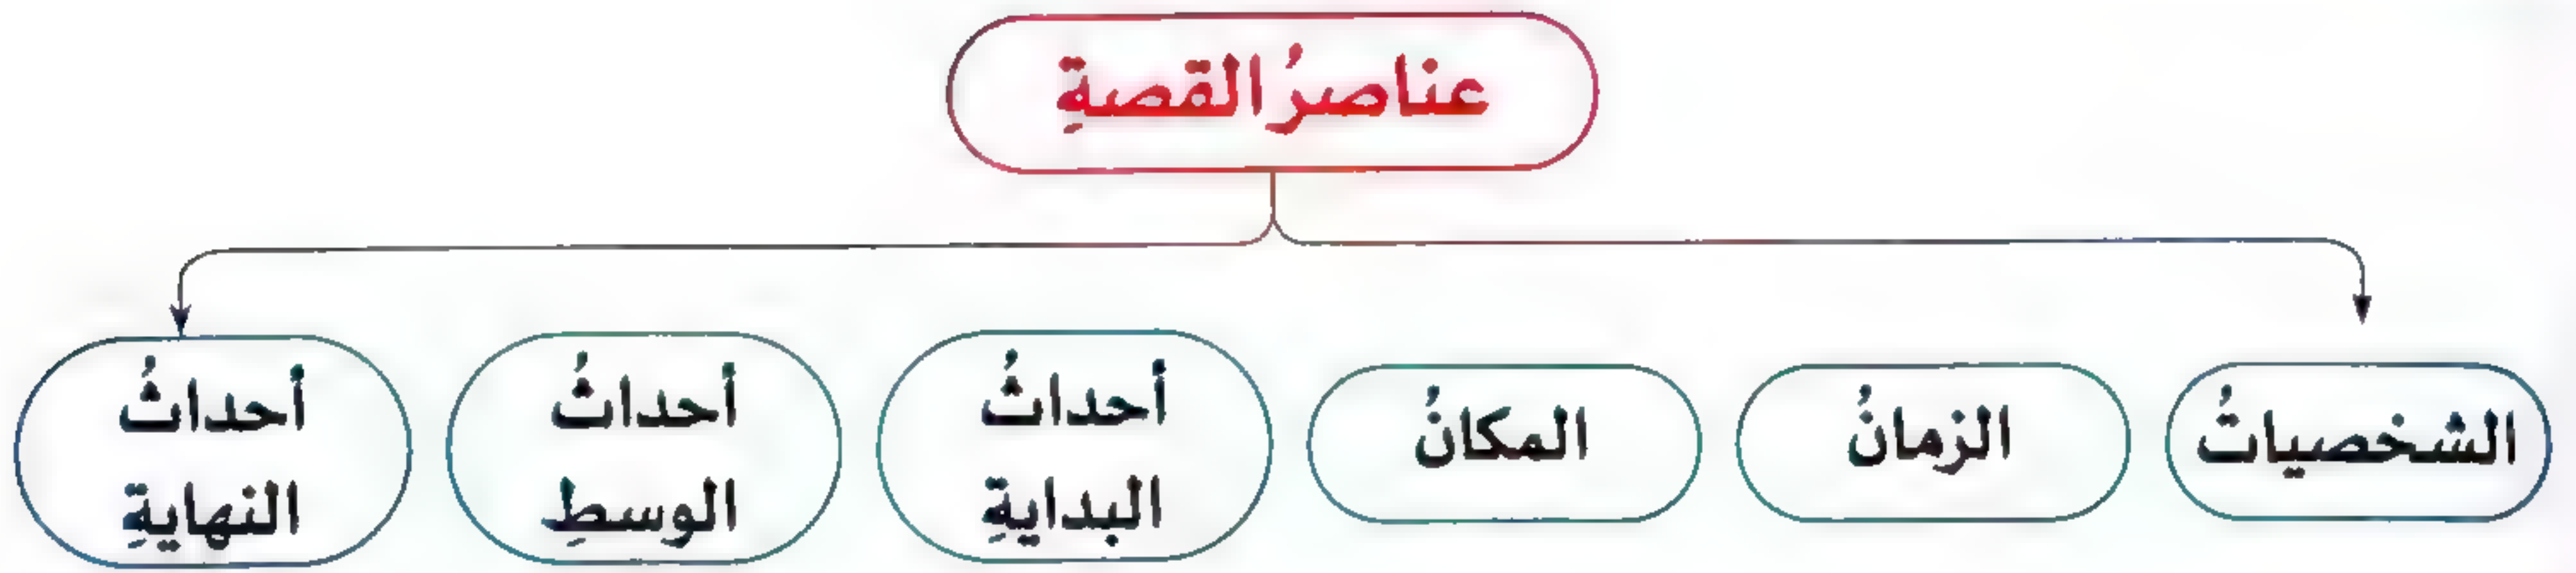 عناصرُ القصةِ
الشخصياتُ
الزمانُ
المكانُ
أحداثُ
البدايةِ
أحداثُ
الوسطِ
أحداثُ
النهايةِ